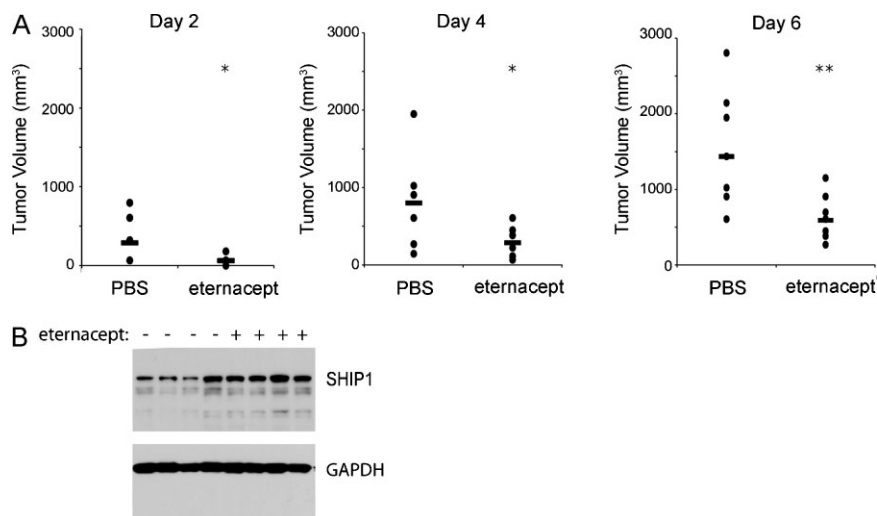 A
Day 2
Tumor Volume (mm³)
3000
2000
1000
0
*
PBS
eternacept
Day 4
Tumor Volume (mm³)
3000
2000
1000
0
*
PBS
eternacept
Day 6
Tumor Volume (mm³)
3000
2000
1000
0
**
PBS
eternacept
B
eternacept: - - - - + + + +
SHIP1
GAPDH